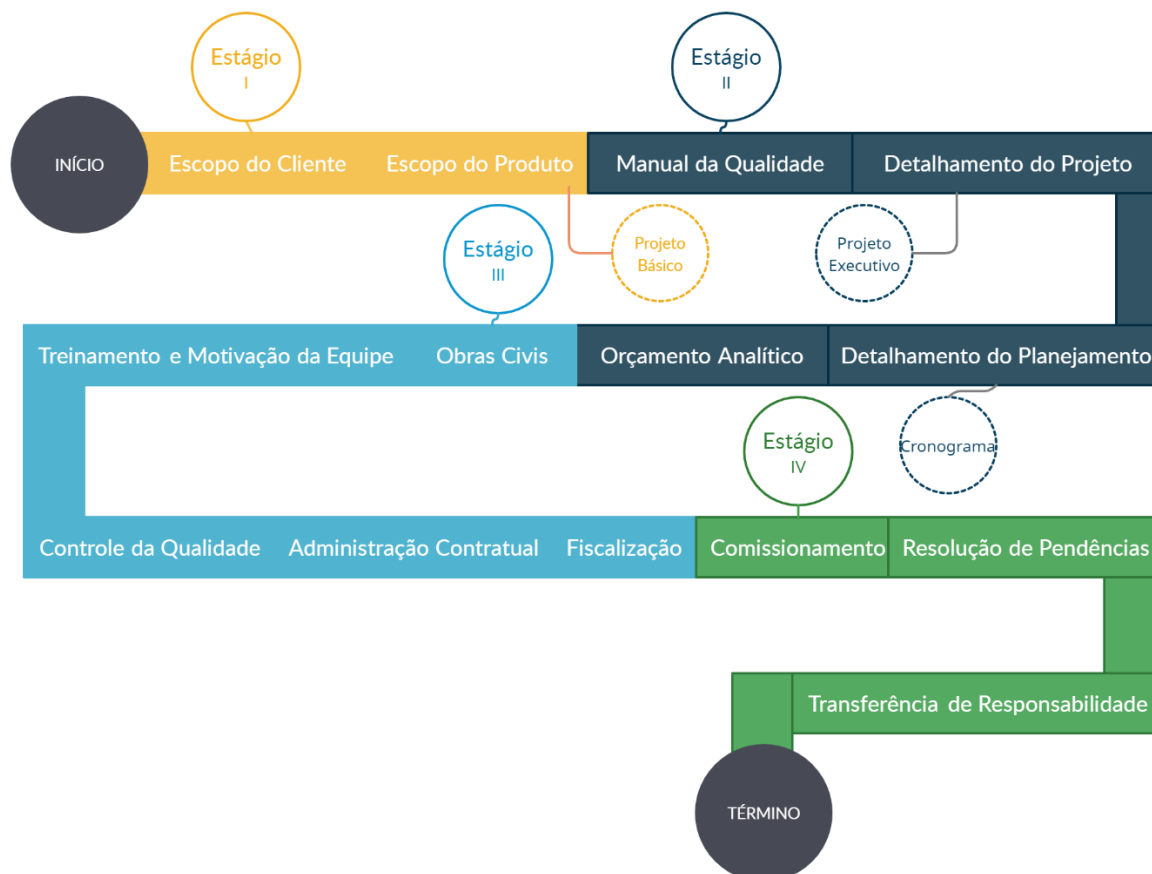 Estágio
I
Estágio
II
INÍCIO
Escopo do Cliente
Escopo do Produto
Manual da Qualidade
Detalhamento do Projeto
Estágio
III
Projeto
Básico
Projeto
Executivo
Treinamento e Motivação da Equipe
Obras Civis
Orçamento Analítico
Detalhamento do Planejamento
Estágio
IV
Cronograma
Controle da Qualidade
Administração Contratual
Fiscalização
Comissionamento
Resolução de Pendências
Transferência de Responsabilidade
TÉRMINO